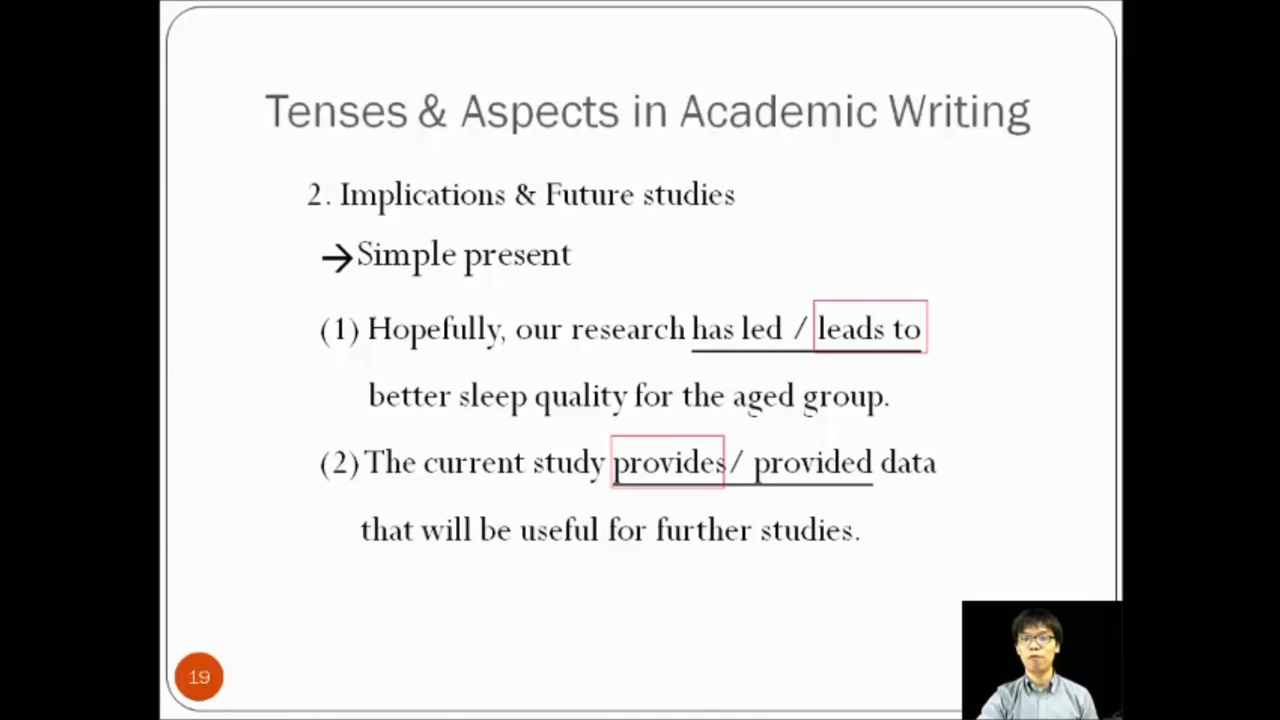 Tenses & Aspects in Academic Writing
2. Implications & Future studies
→Simple present
(1) Hopefully, our research has led / leads to
better sleep quality for the aged group.
(2) The current study provides/ provided data
that will be useful for further studies.
19